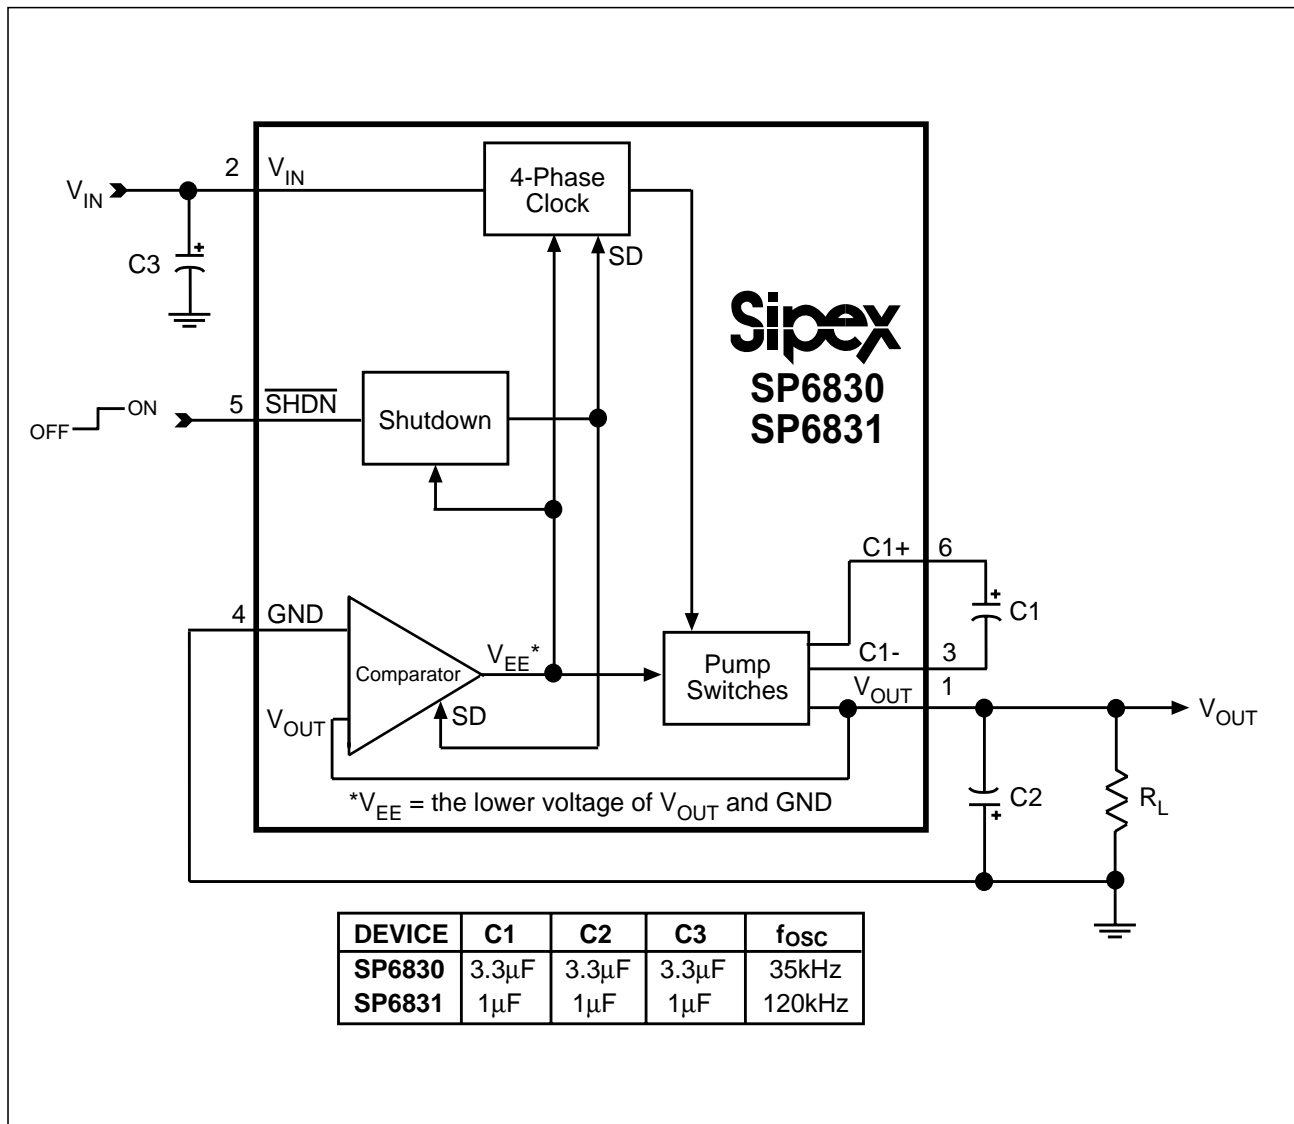 4-Phase
Clock
2 V_IN
V_IN
SD
C3 +
Sipex
SP6830
SP6831
OFF ON
5 SHDN
Shutdown
C1+ 6
+ C1
C1- 3
4 GND
Comparator
V_EE*
Pump
Switches
V_OUT 1
V_OUT
SD
V_OUT
*V_EE = the lower voltage of V_OUT and GND
C2 +
R_L
DEVICE C1 C2 C3 fOSC
SP6830 3.3μF 3.3μF 3.3μF 35kHz
SP6831 1μF 1μF 1μF 120kHz